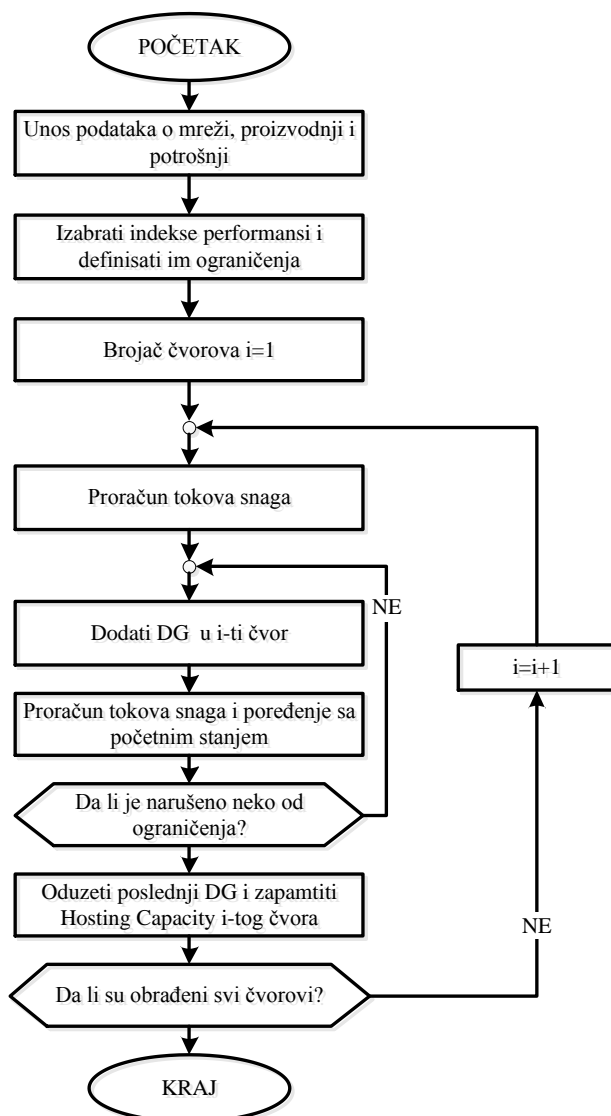 POČETAK
Unos podataka o mreži, proizvodnji i
potrošnji
Izabrati indekse performansi i
definisati im ograničenja
Brojač čvorova i=1
Proračun tokova snaga
NE
Dodati DG u i-ti čvor
i=i+1
Proračun tokova snaga i poređenje sa
početnim stanjem
Da li je narušeno neko od
ograničenja?
Oduzeti poslednji DG i zapamtiti
Hosting Capacity i-tog čvora
NE
Da li su obrađeni svi čvorovi?
KRAJ